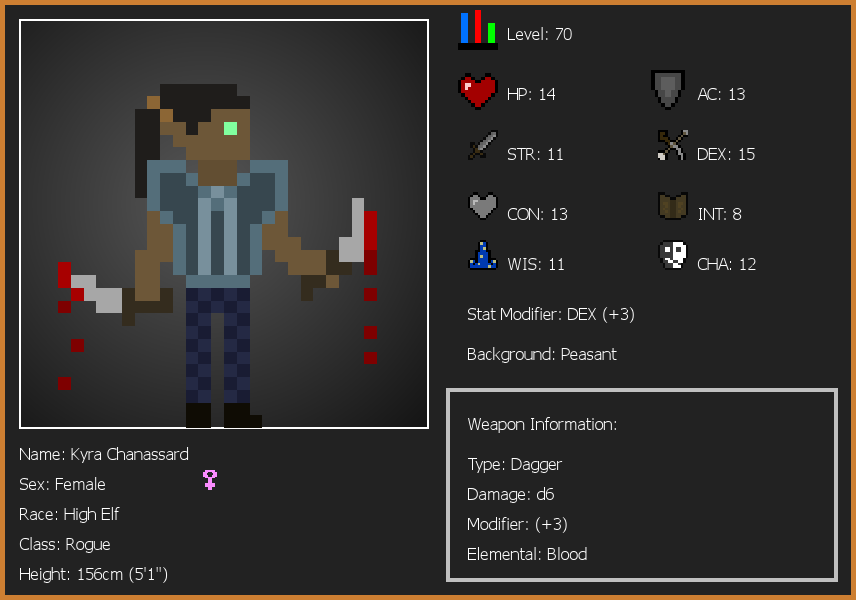 Level: 70
HP: 14
AC: 13
STR: 11
DEX: 15
CON: 13
INT: 8
WIS: 11
CHA: 12
Stat Modifier: DEX (+3)
Background: Peasant
Weapon Information:
Type: Dagger
Damage: d6
Modifier: (+3)
Elemental: Blood
Name: Kyra Chanassard
Sex: Female
Race: High Elf
Class: Rogue
Height: 156cm (5'1")